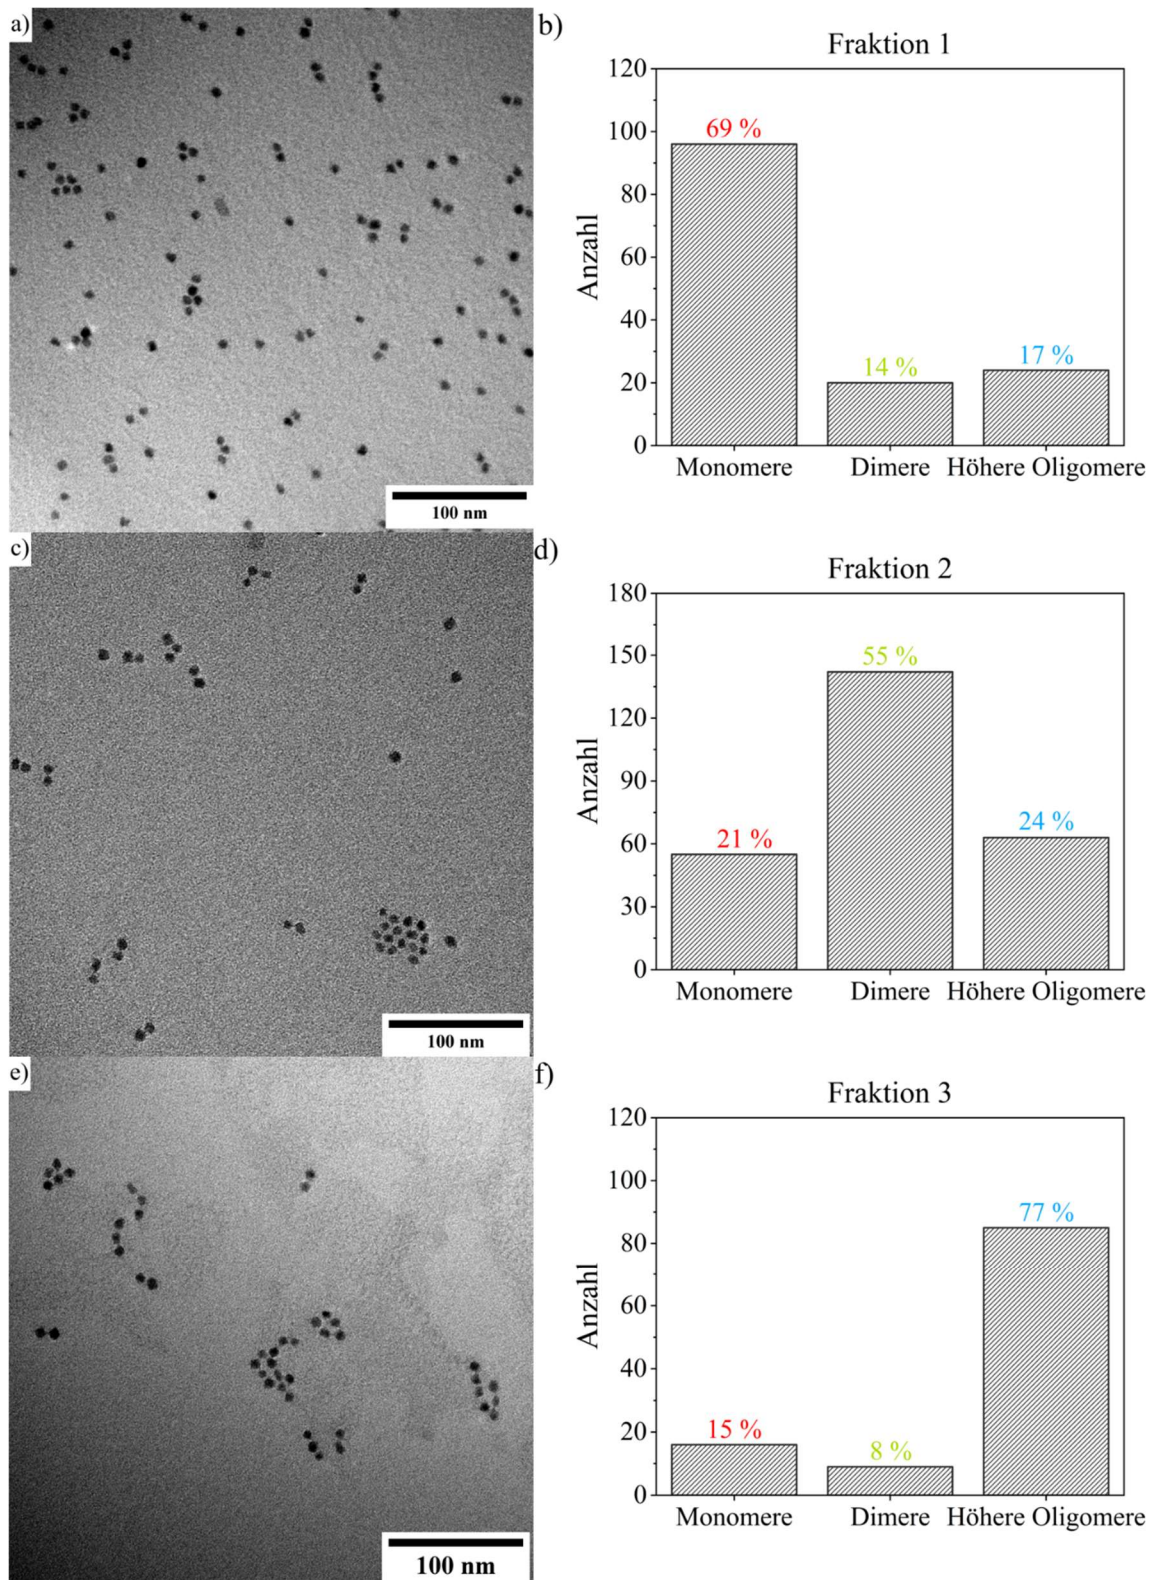 a)
100 nm
b)
Fraktion 1
Anzahl
120
100
80
60
40
20
0
69 %
14 %
17 %
Monomere Dimere Höhere Oligomere
c)
100 nm
d)
Fraktion 2
Anzahl
180
150
120
90
60
30
0
21 %
55 %
24 %
Monomere Dimere Höhere Oligomere
e)
100 nm
f)
Fraktion 3
Anzahl
120
100
80
60
40
20
0
15 %
8 %
77 %
Monomere Dimere Höhere Oligomere